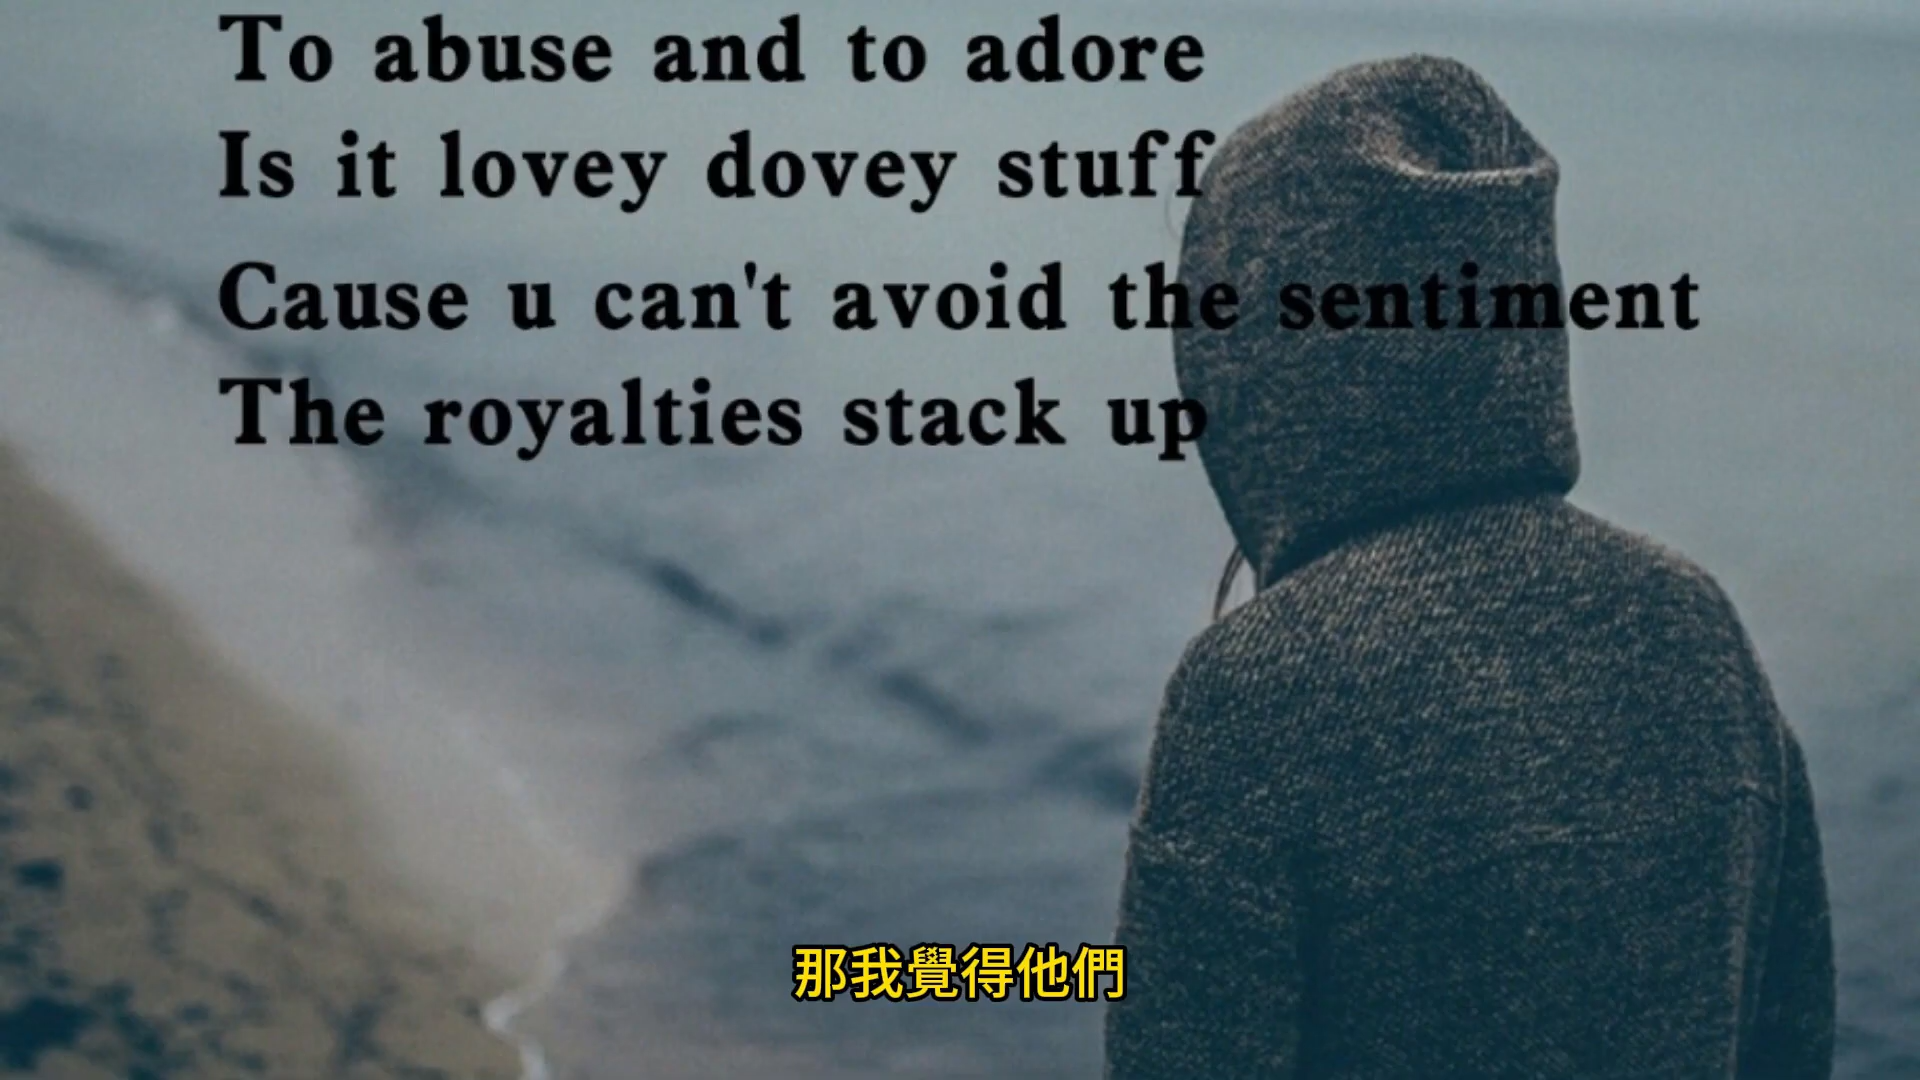 To abuse and to adore
Is it lovey dovey stuff
Cause u can't avoid the sentiment
The royalties stack up
那我覺得他們